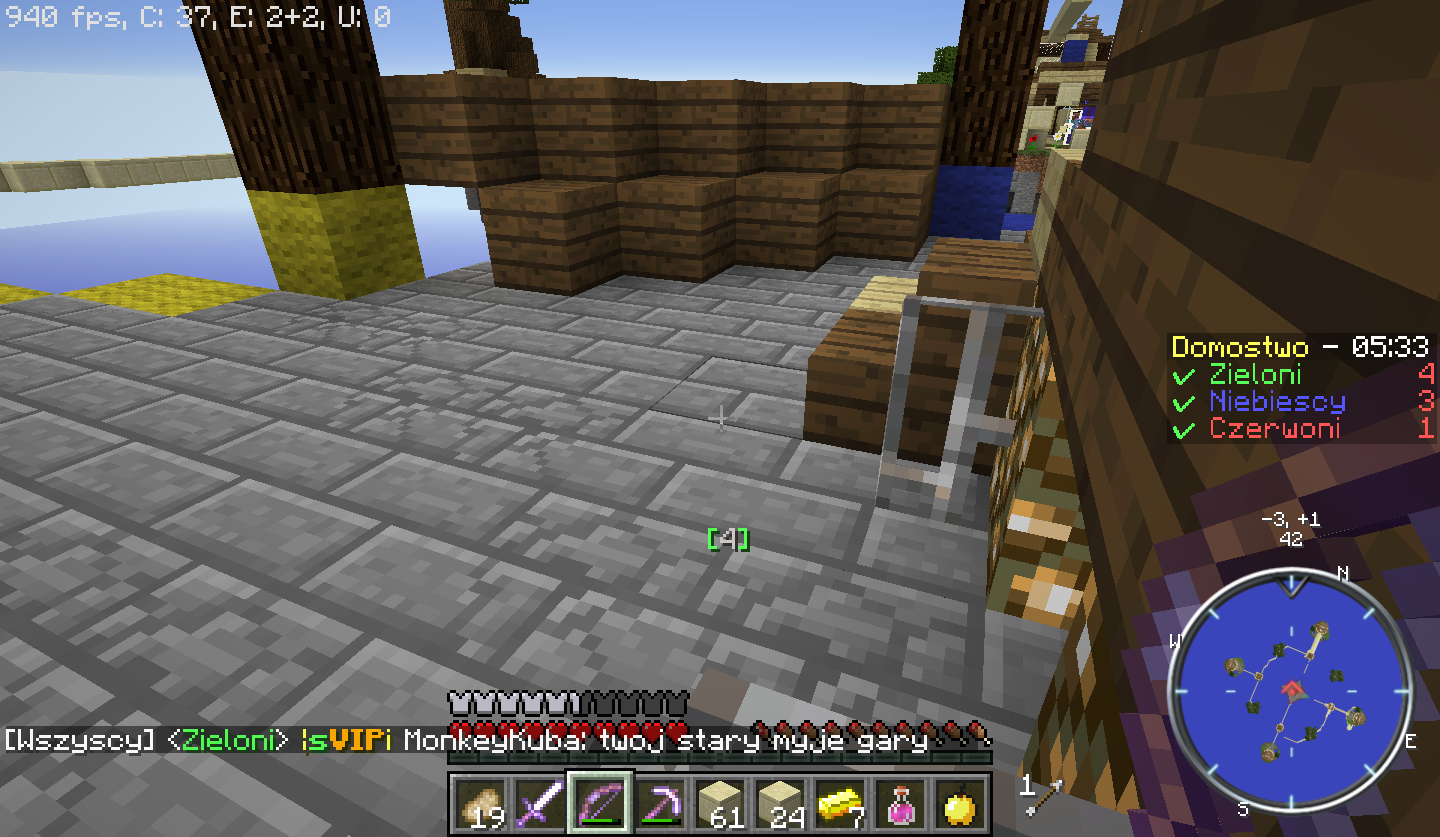 940 fps, C: 37, E: 2+2, U: 0
Domostwo - 05:33
✓ Zieloni 4
✓ Niebiescy 3
✓ Czerwoni 1
-3, +1
42
N
W
E
S
[4]
[Wszyscy] <Zieloni> |sVIP| MonkeyKuba: twoj stary myje gary
19 61 24 7
1